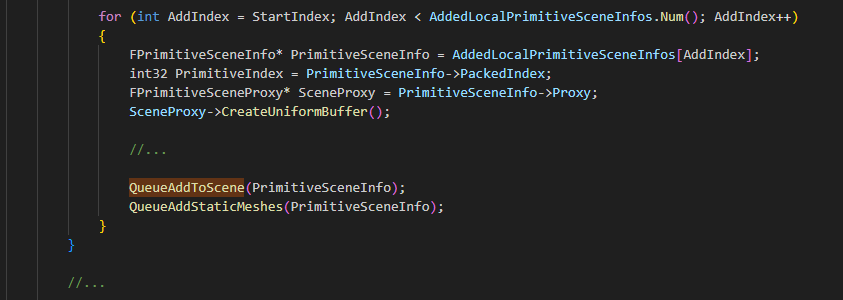 for (int AddIndex = StartIndex; AddIndex < AddedLocalPrimitiveSceneInfos.Num(); AddIndex++)
{
FPrimitiveSceneInfo* PrimitiveSceneInfo = AddedLocalPrimitiveSceneInfos[AddIndex];
int32 PrimitiveIndex = PrimitiveSceneInfo->PackedIndex;
FPrimitiveSceneProxy* SceneProxy = PrimitiveSceneInfo->Proxy;
SceneProxy->CreateUniformBuffer();
//...
QueueAddToScene(PrimitiveSceneInfo);
QueueAddStaticMeshes(PrimitiveSceneInfo);
}
}
//...